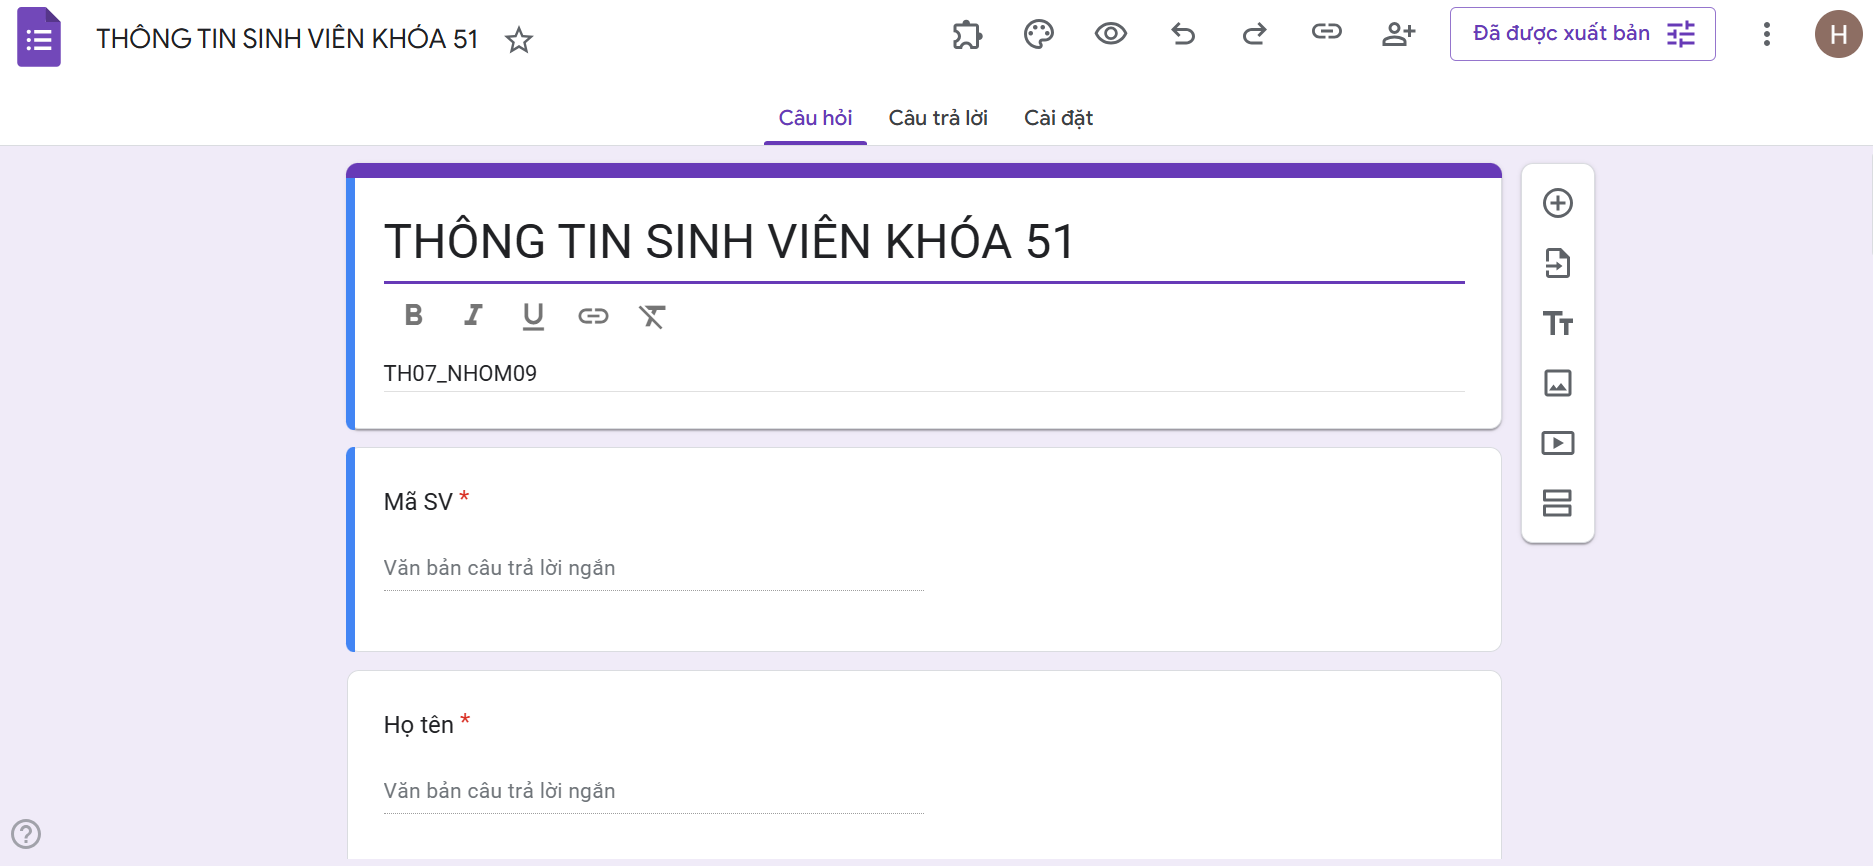 THÔNG TIN SINH VIÊN KHÓA 51
Đã được xuất bản
H
Câu hỏi
Câu trả lời
Cài đặt
THÔNG TIN SINH VIÊN KHÓA 51
B I U
TH07_NHOM09
Mã SV *
Văn bản câu trả lời ngắn
Họ tên *
Văn bản câu trả lời ngắn